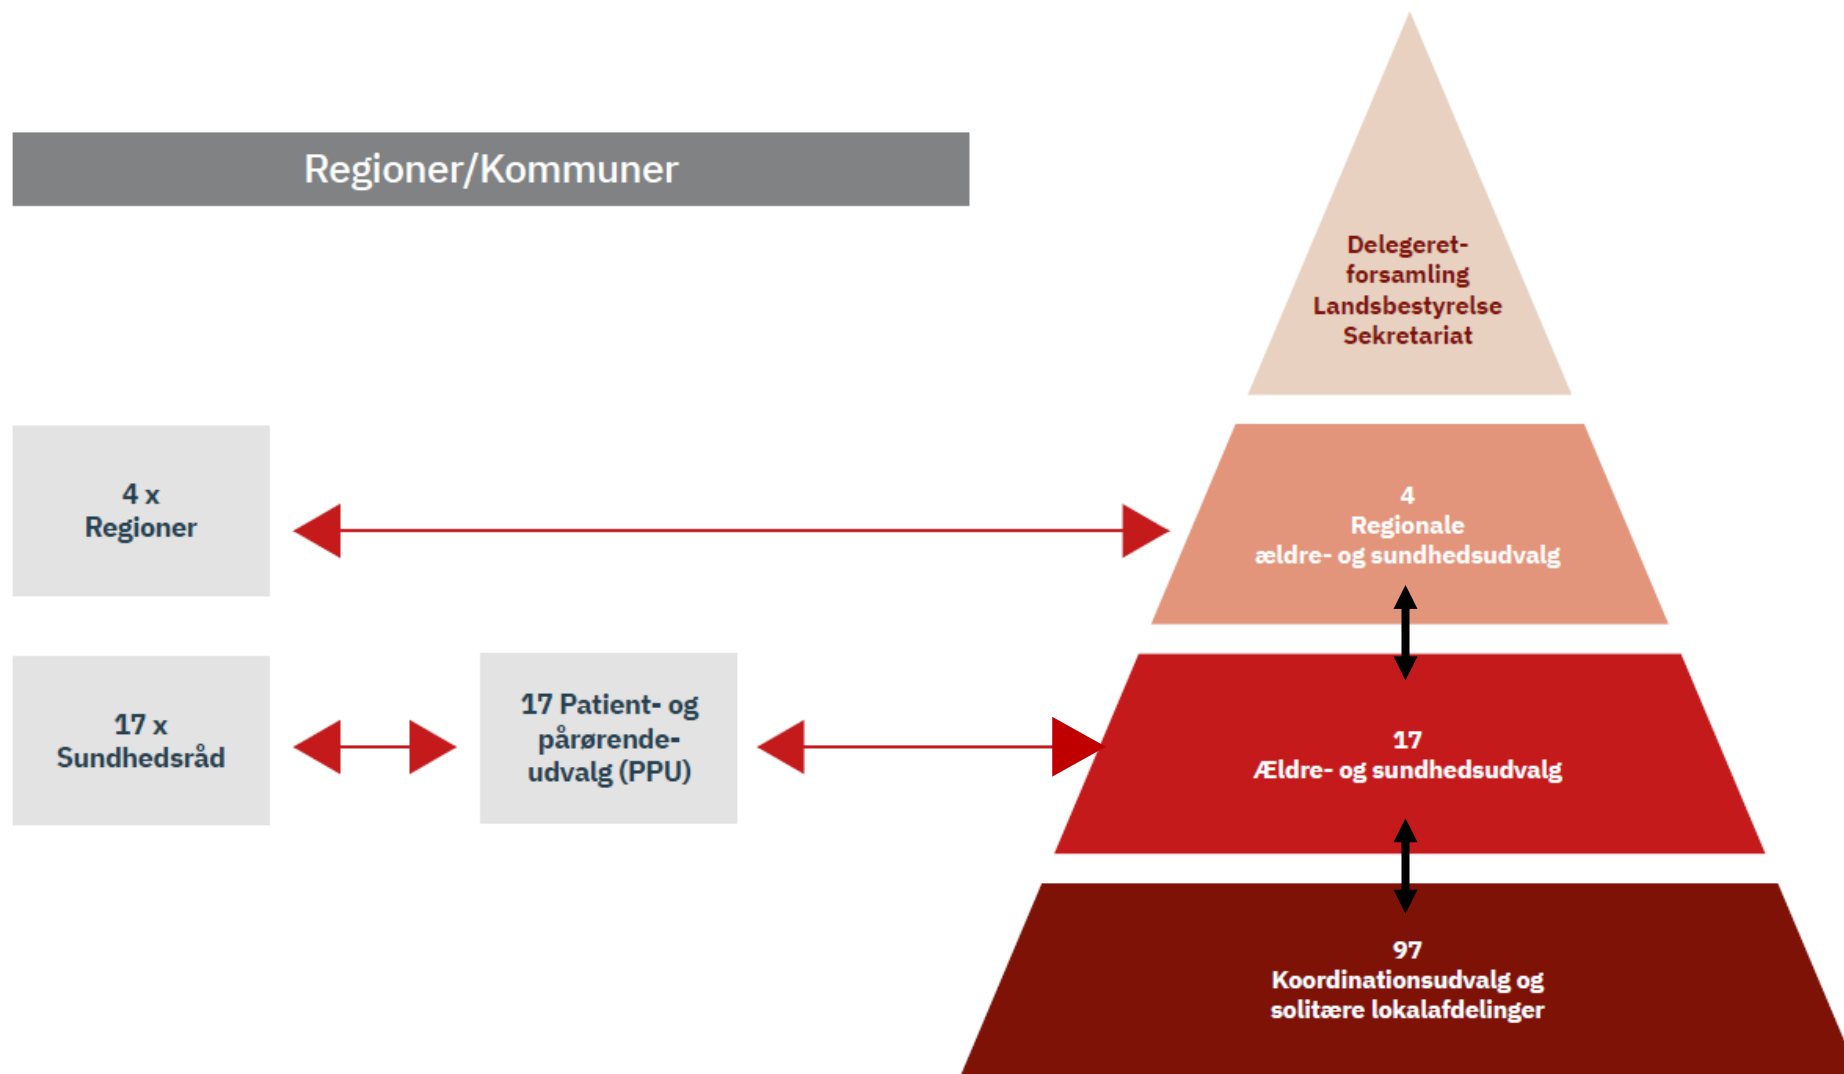 Regioner/Kommuner
Delegeret-
forsamling
Landsbestyrelse
Sekretariat
4 x
Regioner
4
Regionale
ældre- og sundhedsudvalg
17 x
Sundhedsråd
17 Patient- og
pårørende-
udvalg (PPU)
17
Ældre- og sundhedsudvalg
97
Koordinationsudvalg og
solitære lokalafdelinger